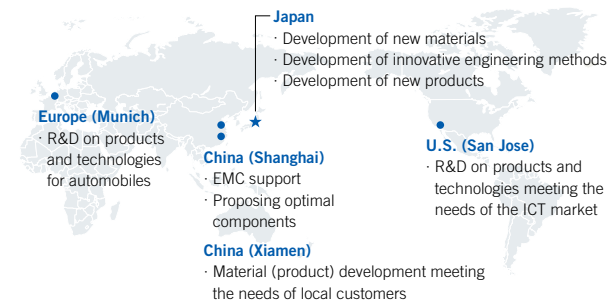 Japan
· Development of new materials
· Development of innovative engineering methods
· Development of new products
Europe (Munich)
· R&D on products
and technologies
for automobiles
China (Shanghai)
· EMC support
· Proposing optimal
components
China (Xiamen)
· Material (product) development meeting
the needs of local customers
U.S. (San Jose)
· R&D on products and
technologies meeting the
needs of the ICT market